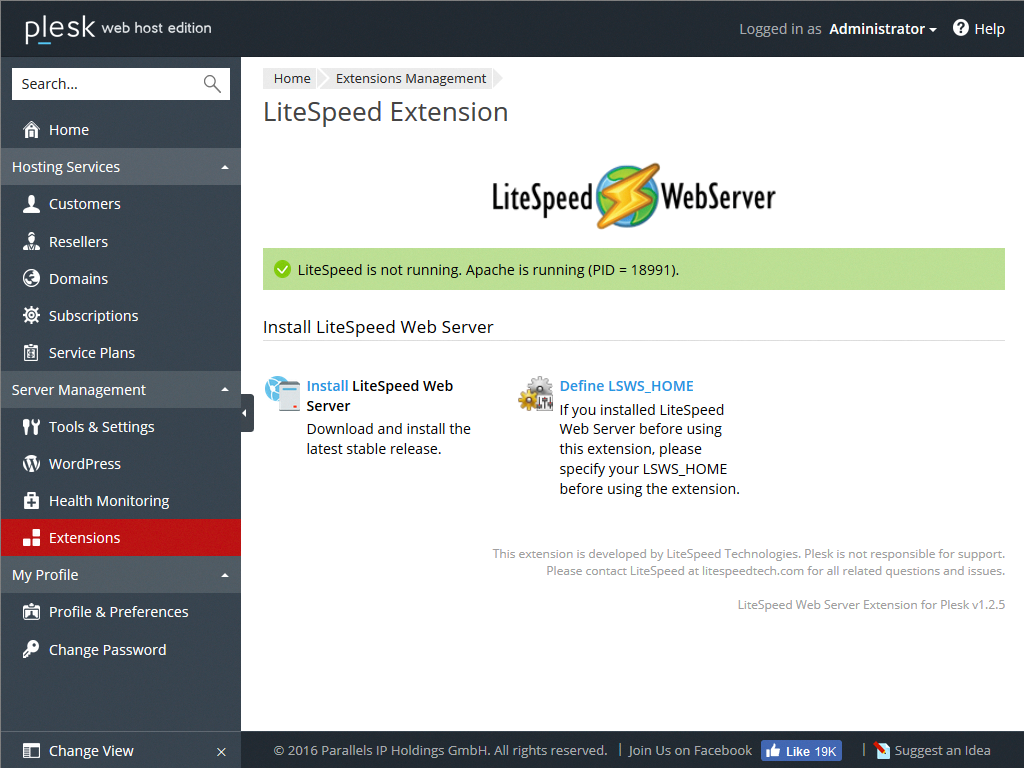 plesk web host edition
Logged in as Administrator
Help
Search...
Home
Hosting Services
Customers
Resellers
Domains
Subscriptions
Service Plans
Server Management
Tools & Settings
WordPress
Health Monitoring
Extensions
My Profile
Profile & Preferences
Change Password
Change View
Home
Extensions Management
LiteSpeed Extension
LiteSpeed WebServer
LiteSpeed is not running. Apache is running (PID = 18991).
Install LiteSpeed Web Server
Install LiteSpeed Web
Server
Download and install the
latest stable release.
Define LSWS_HOME
If you installed LiteSpeed
Web Server before using
this extension, please
specify your LSWS_HOME
before using the extension.
This extension is developed by LiteSpeed Technologies. Plesk is not responsible for support.
Please contact LiteSpeed at litespeedtech.com for all related questions and issues.
LiteSpeed Web Server Extension for Plesk v1.2.5
© 2016 Parallels IP Holdings GmbH. All rights reserved. | Join Us on Facebook Like 19K | Suggest an Idea